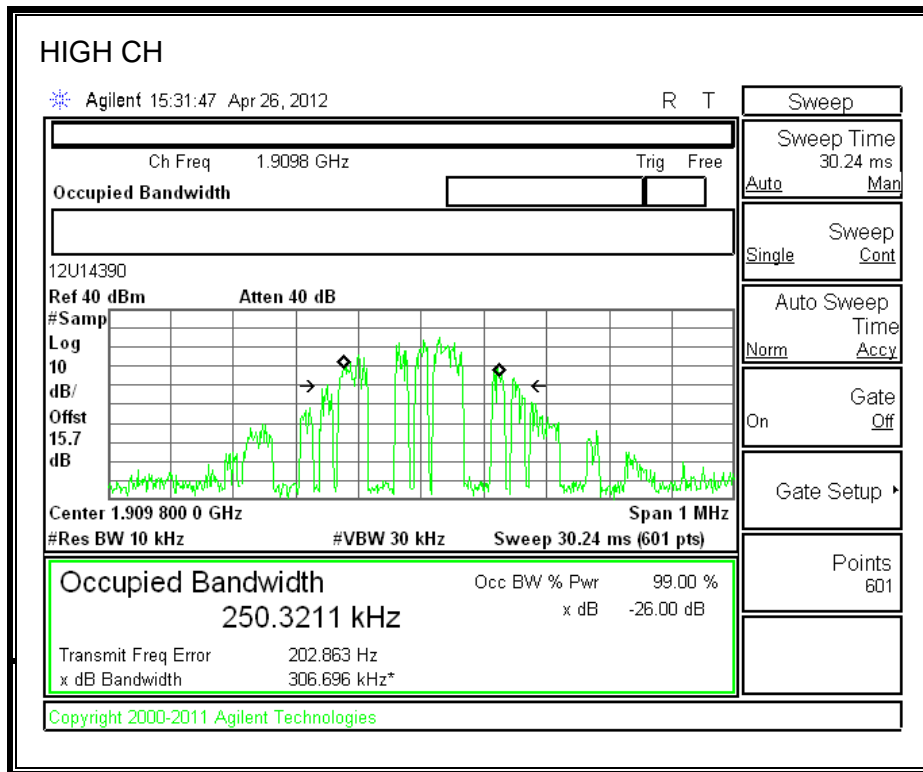 HIGH CH
Agilent 15:31:47 Apr 26, 2012 R T
Ch Freq 1.9098 GHz Trig Free
Occupied Bandwidth
12U14390
Ref 40 dBm Atten 40 dB
#Samp
Log
10
dB/
Offst
15.7
dB
Center 1.909 800 0 GHz Span 1 MHz
#Res BW 10 kHz #VBW 30 kHz Sweep 30.24 ms (601 pts)
Occupied Bandwidth Occ BW % Pwr 99.00 %
250.3211 kHz x dB -26.00 dB
Transmit Freq Error 202.863 Hz
x dB Bandwidth 306.696 kHz*
Copyright 2000-2011 Agilent Technologies
Sweep
Sweep Time
30.24 ms
Auto Man
Sweep
Single Cont
Auto Sweep
Time
Norm Accy
Gate
On Off
Gate Setup
Points
601